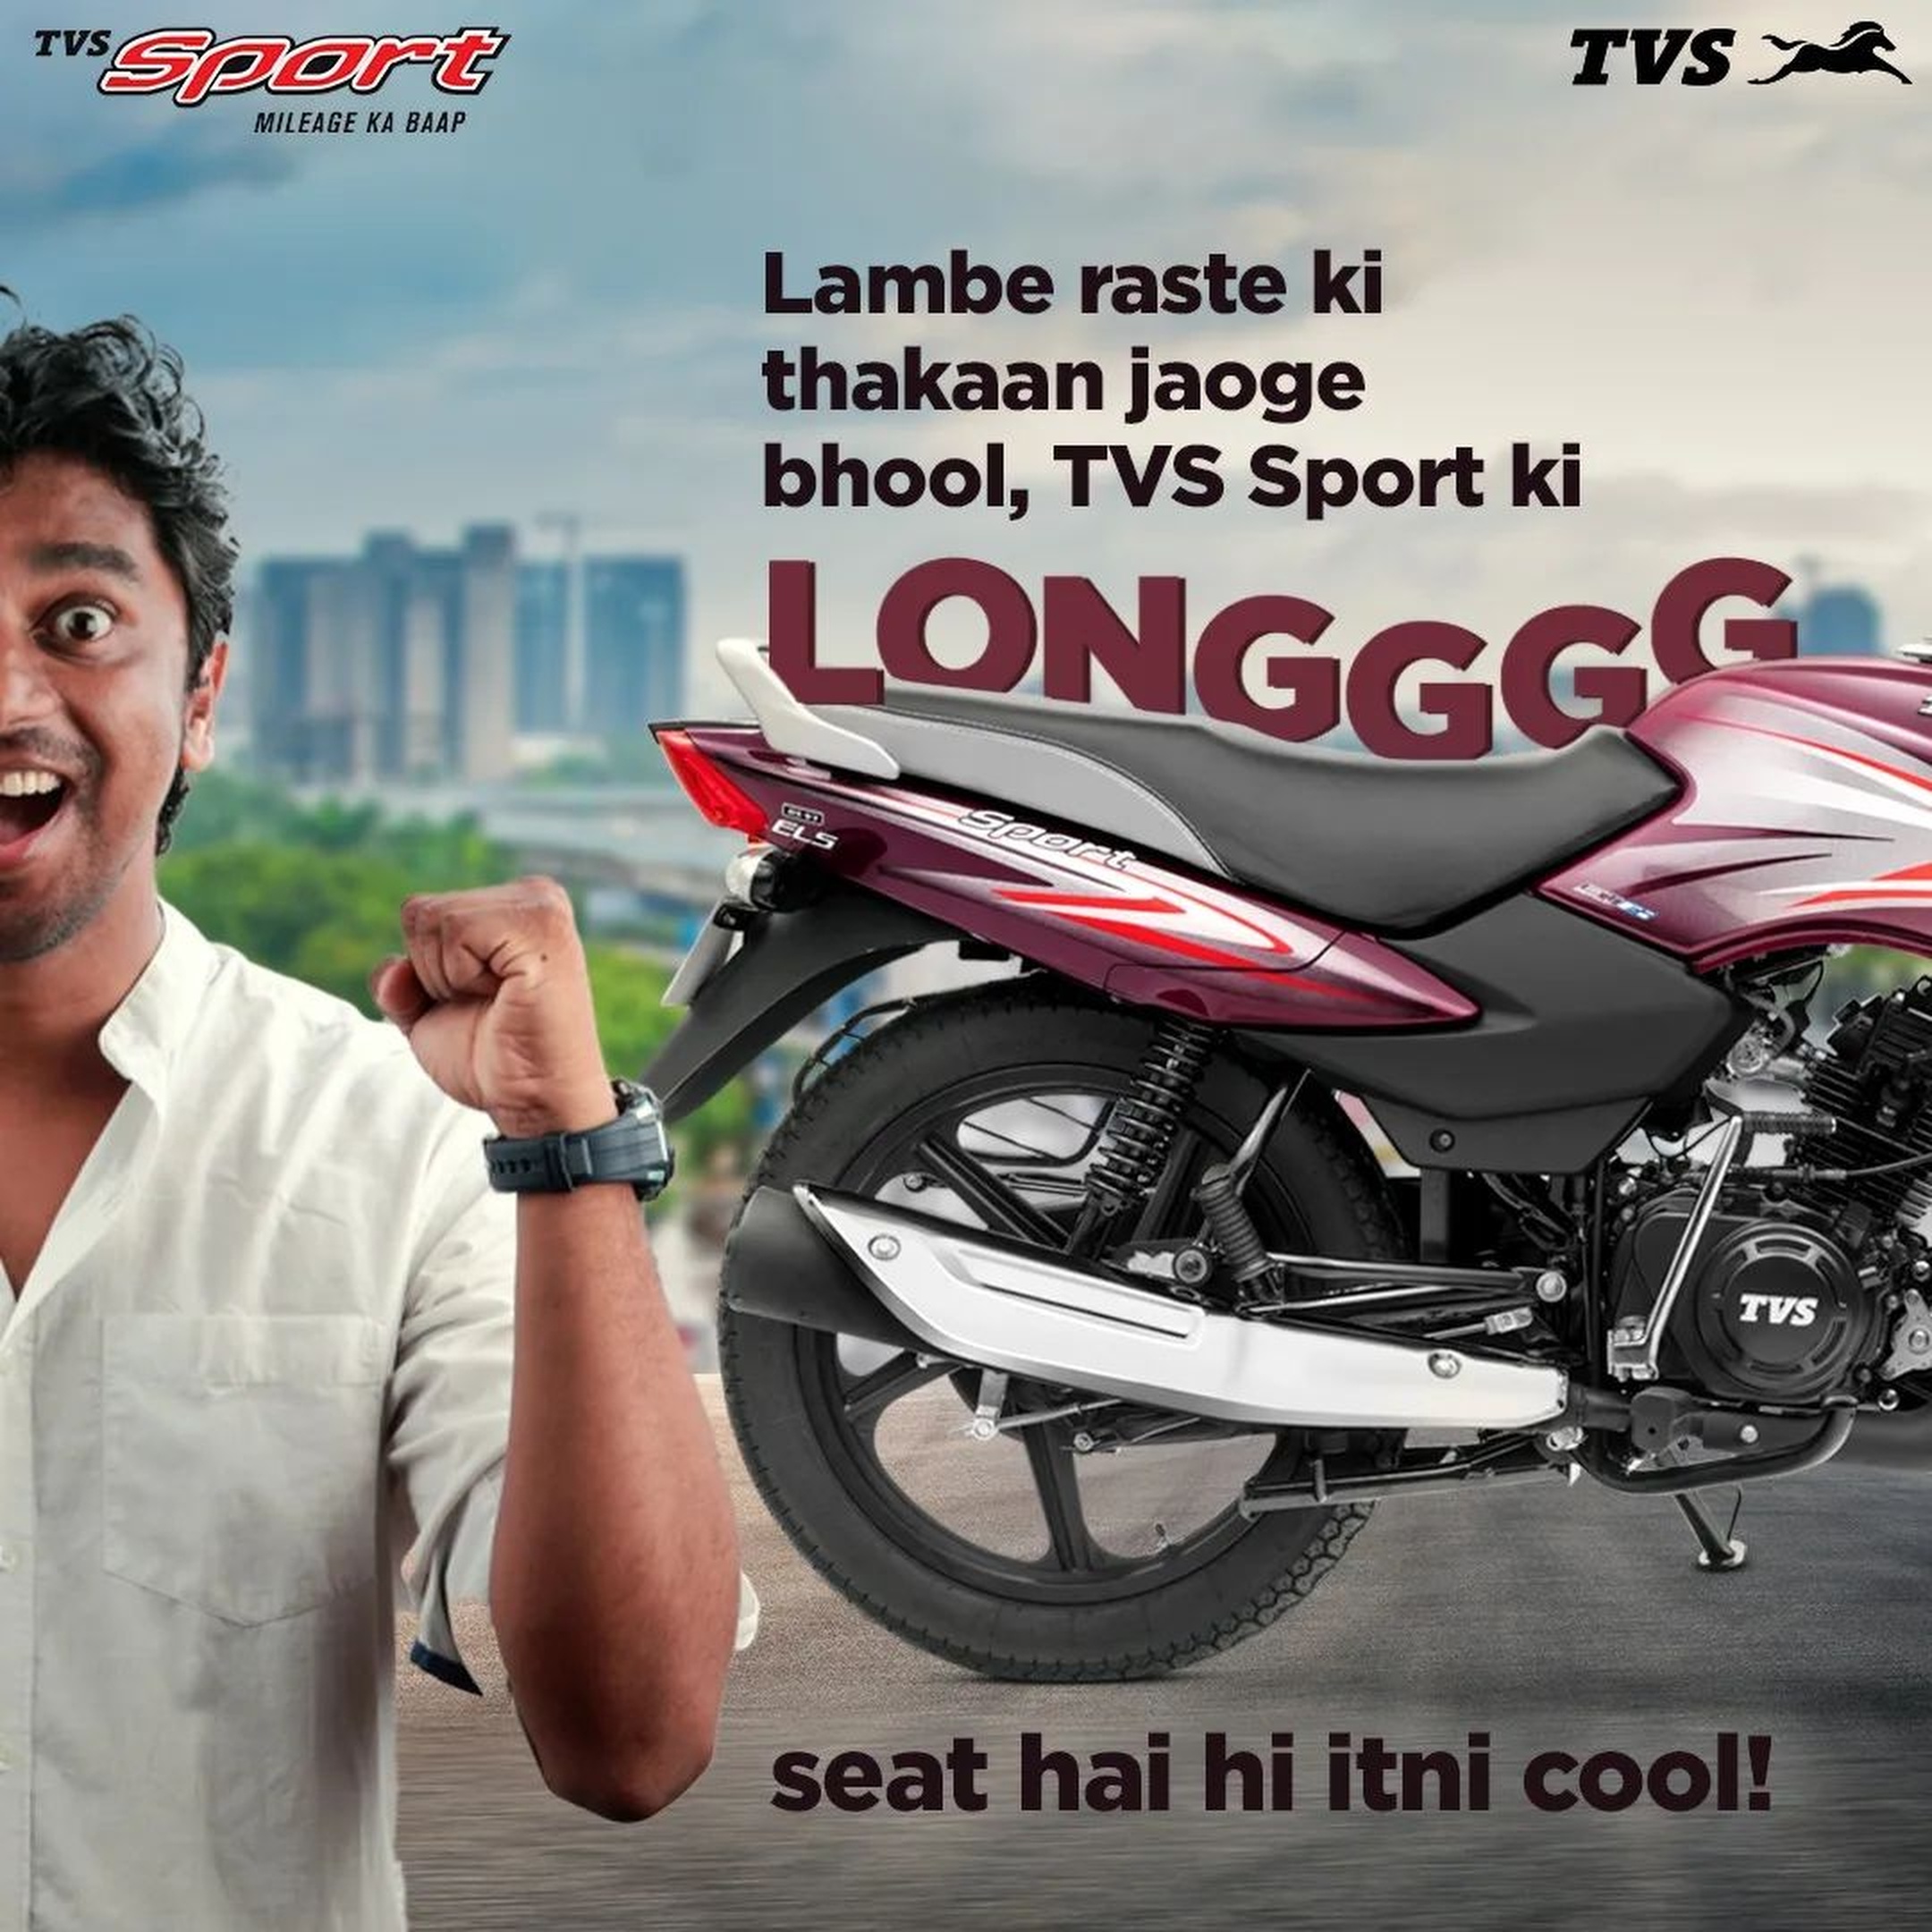 TVS Sport
MILEAGE KA BAAP
TVS
Lambe raste ki
thakaan jaoge
bhool, TVS Sport ki
LONGGGG
ELS
Sport
TVS
seat hai hi itni cool!